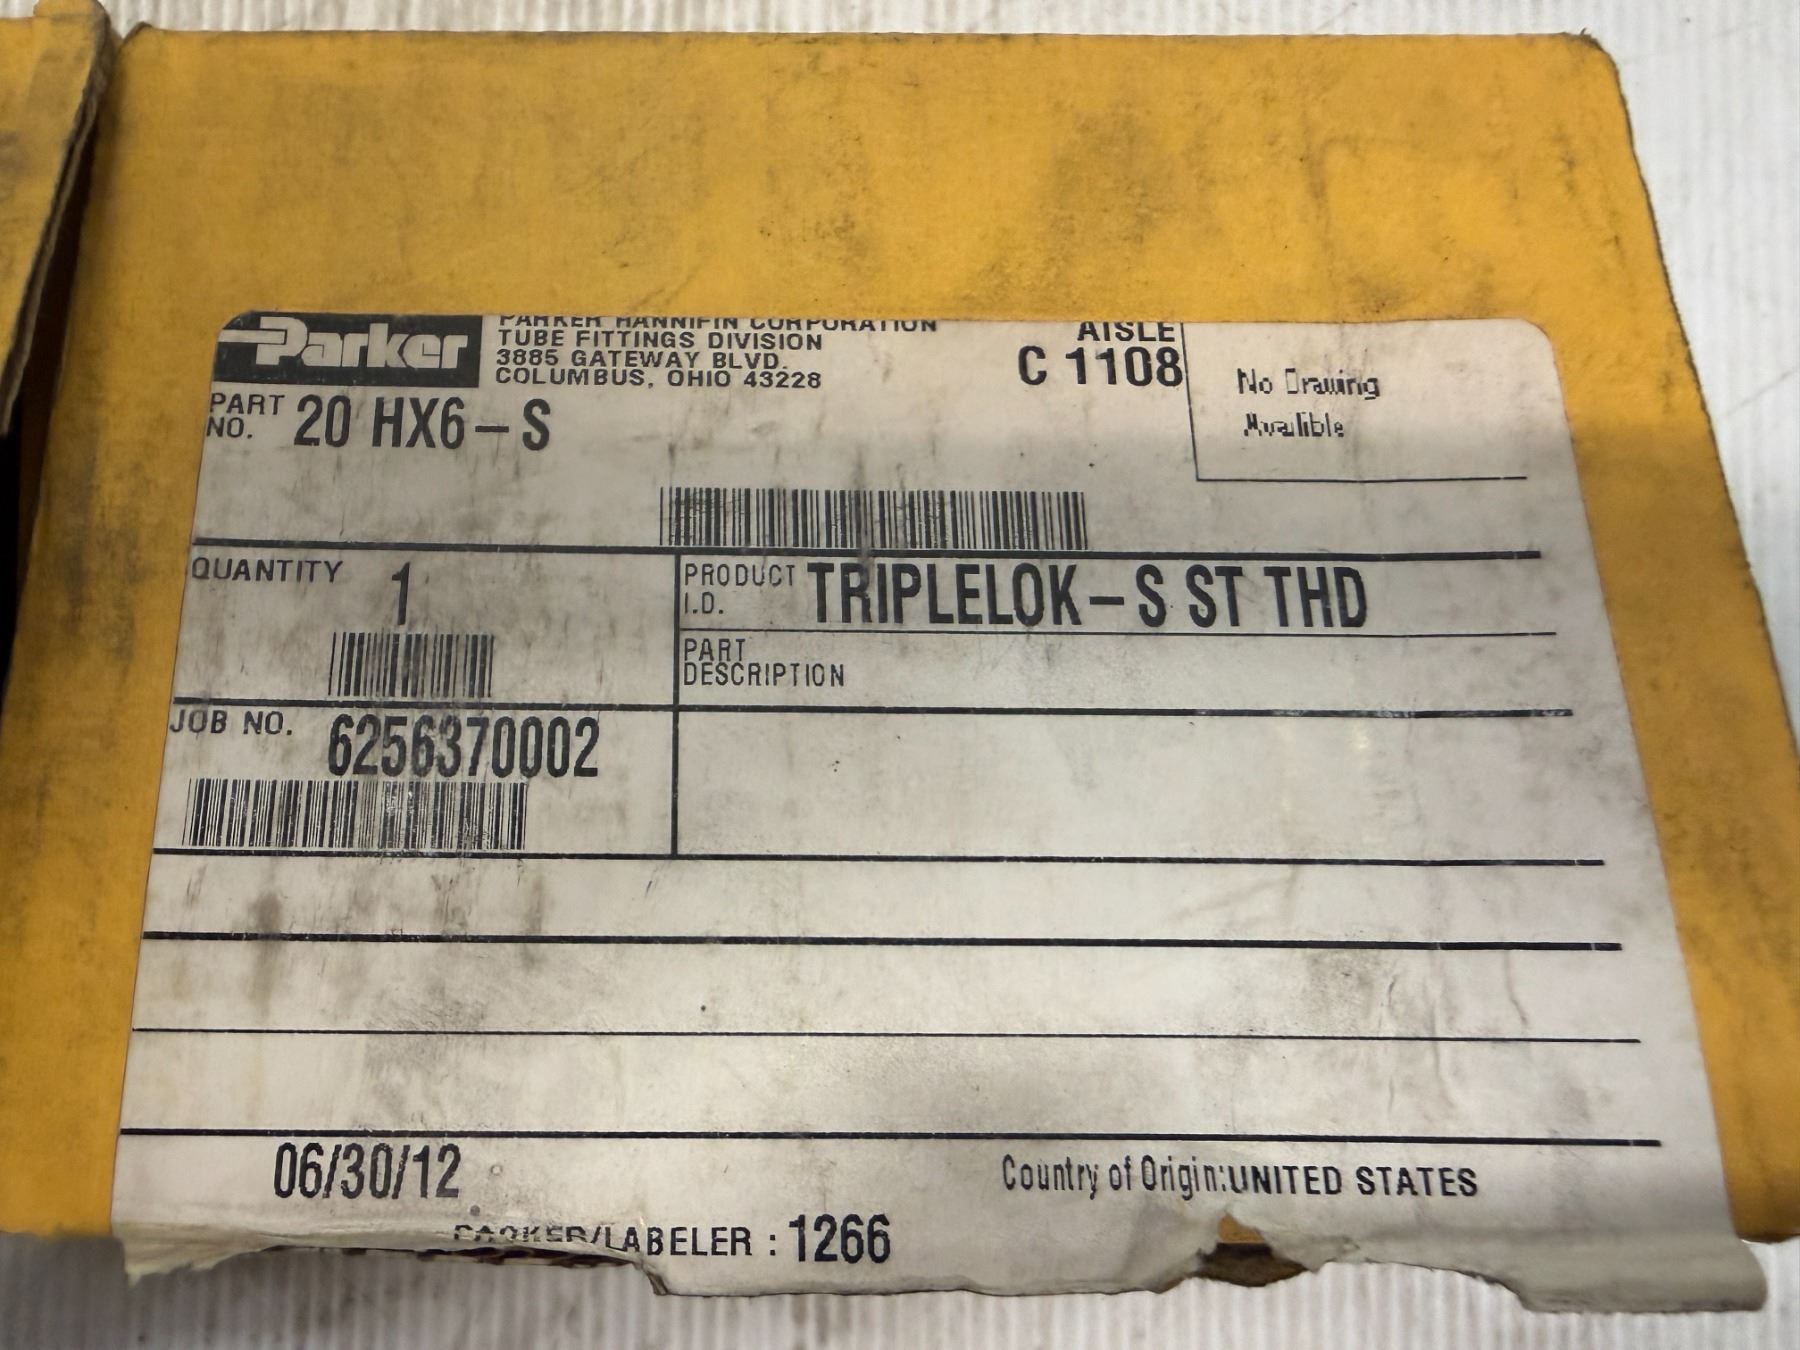 Parker
PARKER HANNIFIN CORPORATION
TUBE FITTINGS DIVISION
3885 GATEWAY BLVD.
COLUMBUS, OHIO 43228
AISLE
C 1108
No Drawing
Availible
PART
NO. 20 HX6-S
QUANTITY 1
PRODUCT
I.D. TRIPLELOK-S ST THD
PART
DESCRIPTION
JOB NO. 6256370002
06/30/12
Country of Origin:UNITED STATES
PACKER/LABELER : 1266